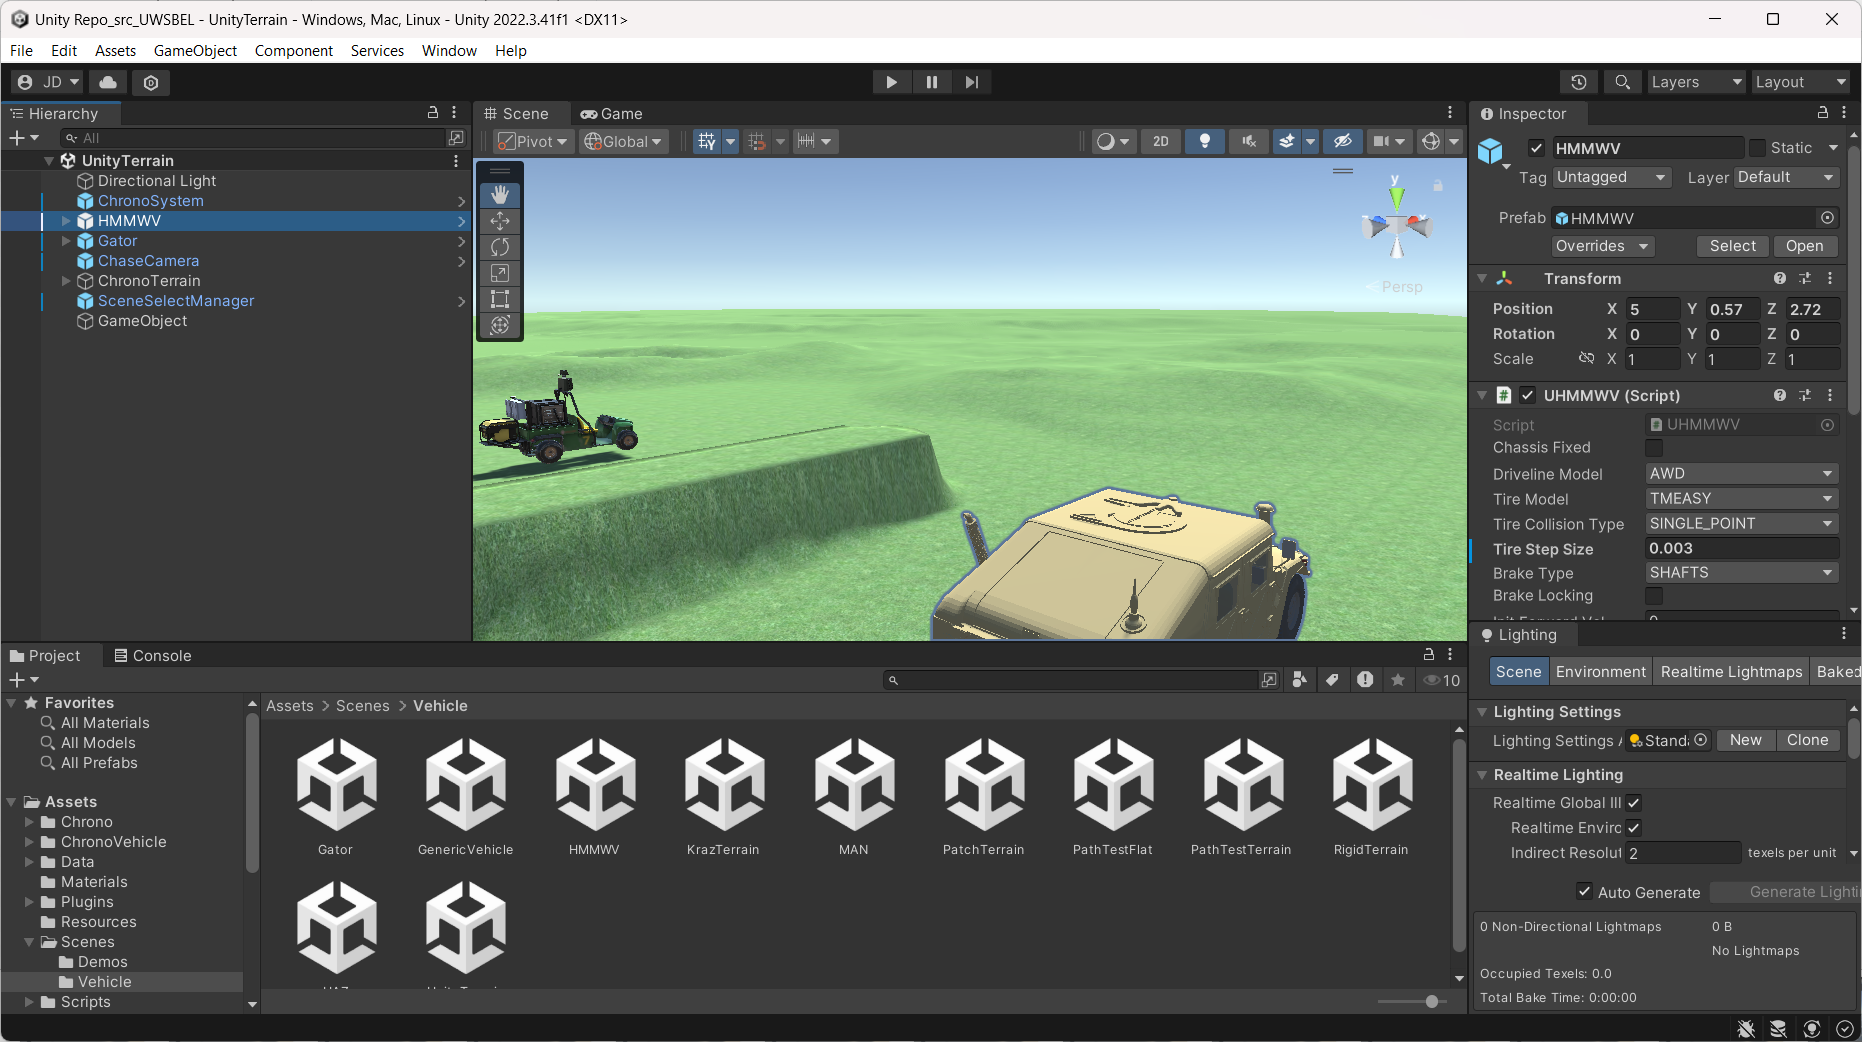 Unity Repo_src_UWSBEL - UnityTerrain - Windows, Mac, Linux - Unity 2022.3.41f1 <DX11>
File Edit Assets GameObject Component Services Window Help
JD
Layers Layout
Hierarchy
All
UnityTerrain
Directional Light
ChronoSystem
HMMWV
Gator
ChaseCamera
ChronoTerrain
SceneSelectManager
GameObject
Scene Game
Pivot Global 2D
y
x
Persp
Inspector
HMMWV Static
Tag Untagged Layer Default
Prefab HMMWV
Overrides Select Open
Transform
Position X 5 Y 0.57 Z 2.72
Rotation X 0 Y 0 Z 0
Scale X 1 Y 1 Z 1
UHMMWV (Script)
Script UHMMWV
Chassis Fixed
Driveline Model AWD
Tire Model TMEASY
Tire Collision Type SINGLE_POINT
Tire Step Size 0.003
Brake Type SHAFTS
Brake Locking
Init Forward Vel 0
Project Console
10
Favorites
All Materials
All Models
All Prefabs
Assets
Chrono
ChronoVehicle
Data
Materials
Plugins
Resources
Scenes
Demos
Vehicle
Scripts
Assets > Scenes > Vehicle
Gator GenericVehicle HMMWV KrazTerrain MAN PatchTerrain PathTestFlat PathTestTerrain RigidTerrain
Lighting
Scene Environment Realtime Lightmaps Baked
Lighting Settings
Lighting Settings A Standa New Clone
Realtime Lighting
Realtime Global Ill
Realtime Enviro
Indirect Resolut 2 texels per unit
Auto Generate Generate Lighti
0 Non-Directional Lightmaps 0 B
No Lightmaps
Occupied Texels: 0.0
Total Bake Time: 0:00:00